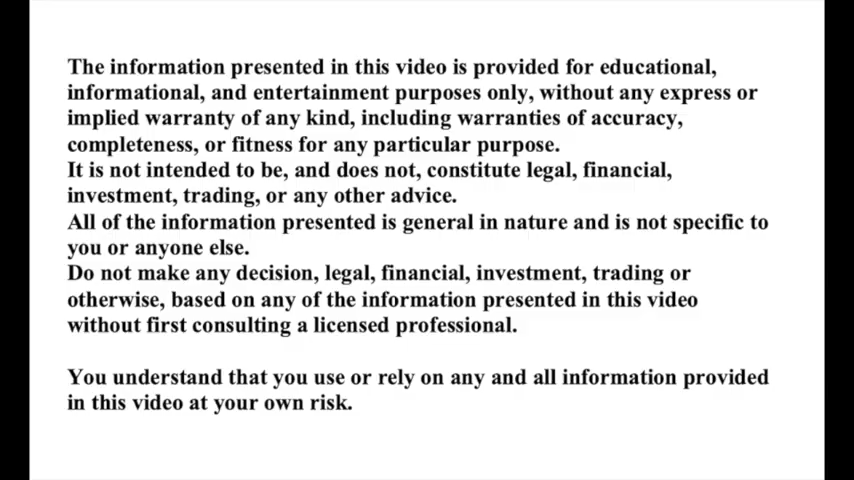 The information presented in this video is provided for educational,
informational, and entertainment purposes only, without any express or
implied warranty of any kind, including warranties of accuracy,
completeness, or fitness for any particular purpose.
It is not intended to be, and does not, constitute legal, financial,
investment, trading, or any other advice.
All of the information presented is general in nature and is not specific to
you or anyone else.
Do not make any decision, legal, financial, investment, trading or
otherwise, based on any of the information presented in this video
without first consulting a licensed professional.
You understand that you use or rely on any and all information provided
in this video at your own risk.